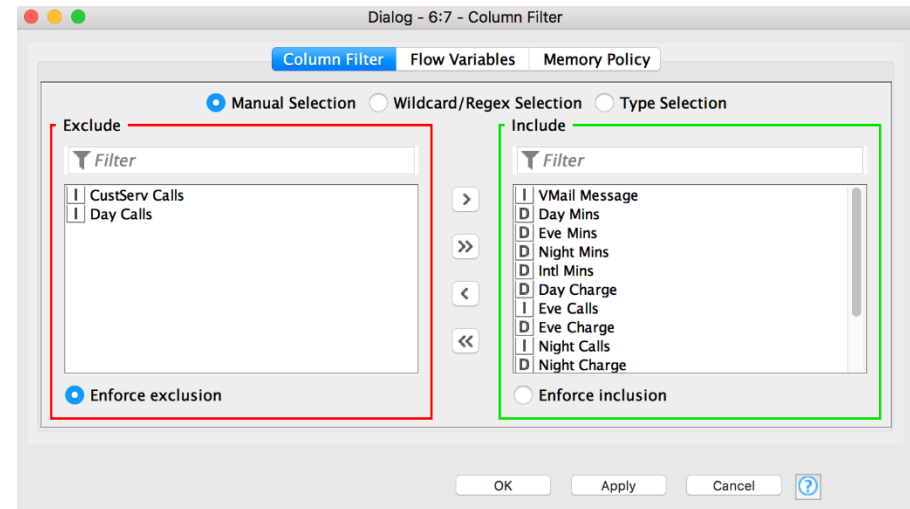 Dialog - 6:7 - Column Filter
Column Filter Flow Variables Memory Policy
Manual Selection Wildcard/Regex Selection Type Selection
Exclude
Filter
I CustServ Calls
I Day Calls
Enforce exclusion
>
>>
<
<<
Include
Filter
I VMail Message
D Day Mins
D Eve Mins
D Night Mins
D Intl Mins
D Day Charge
I Eve Calls
D Eve Charge
I Night Calls
D Night Charge
Enforce inclusion
OK Apply Cancel ?